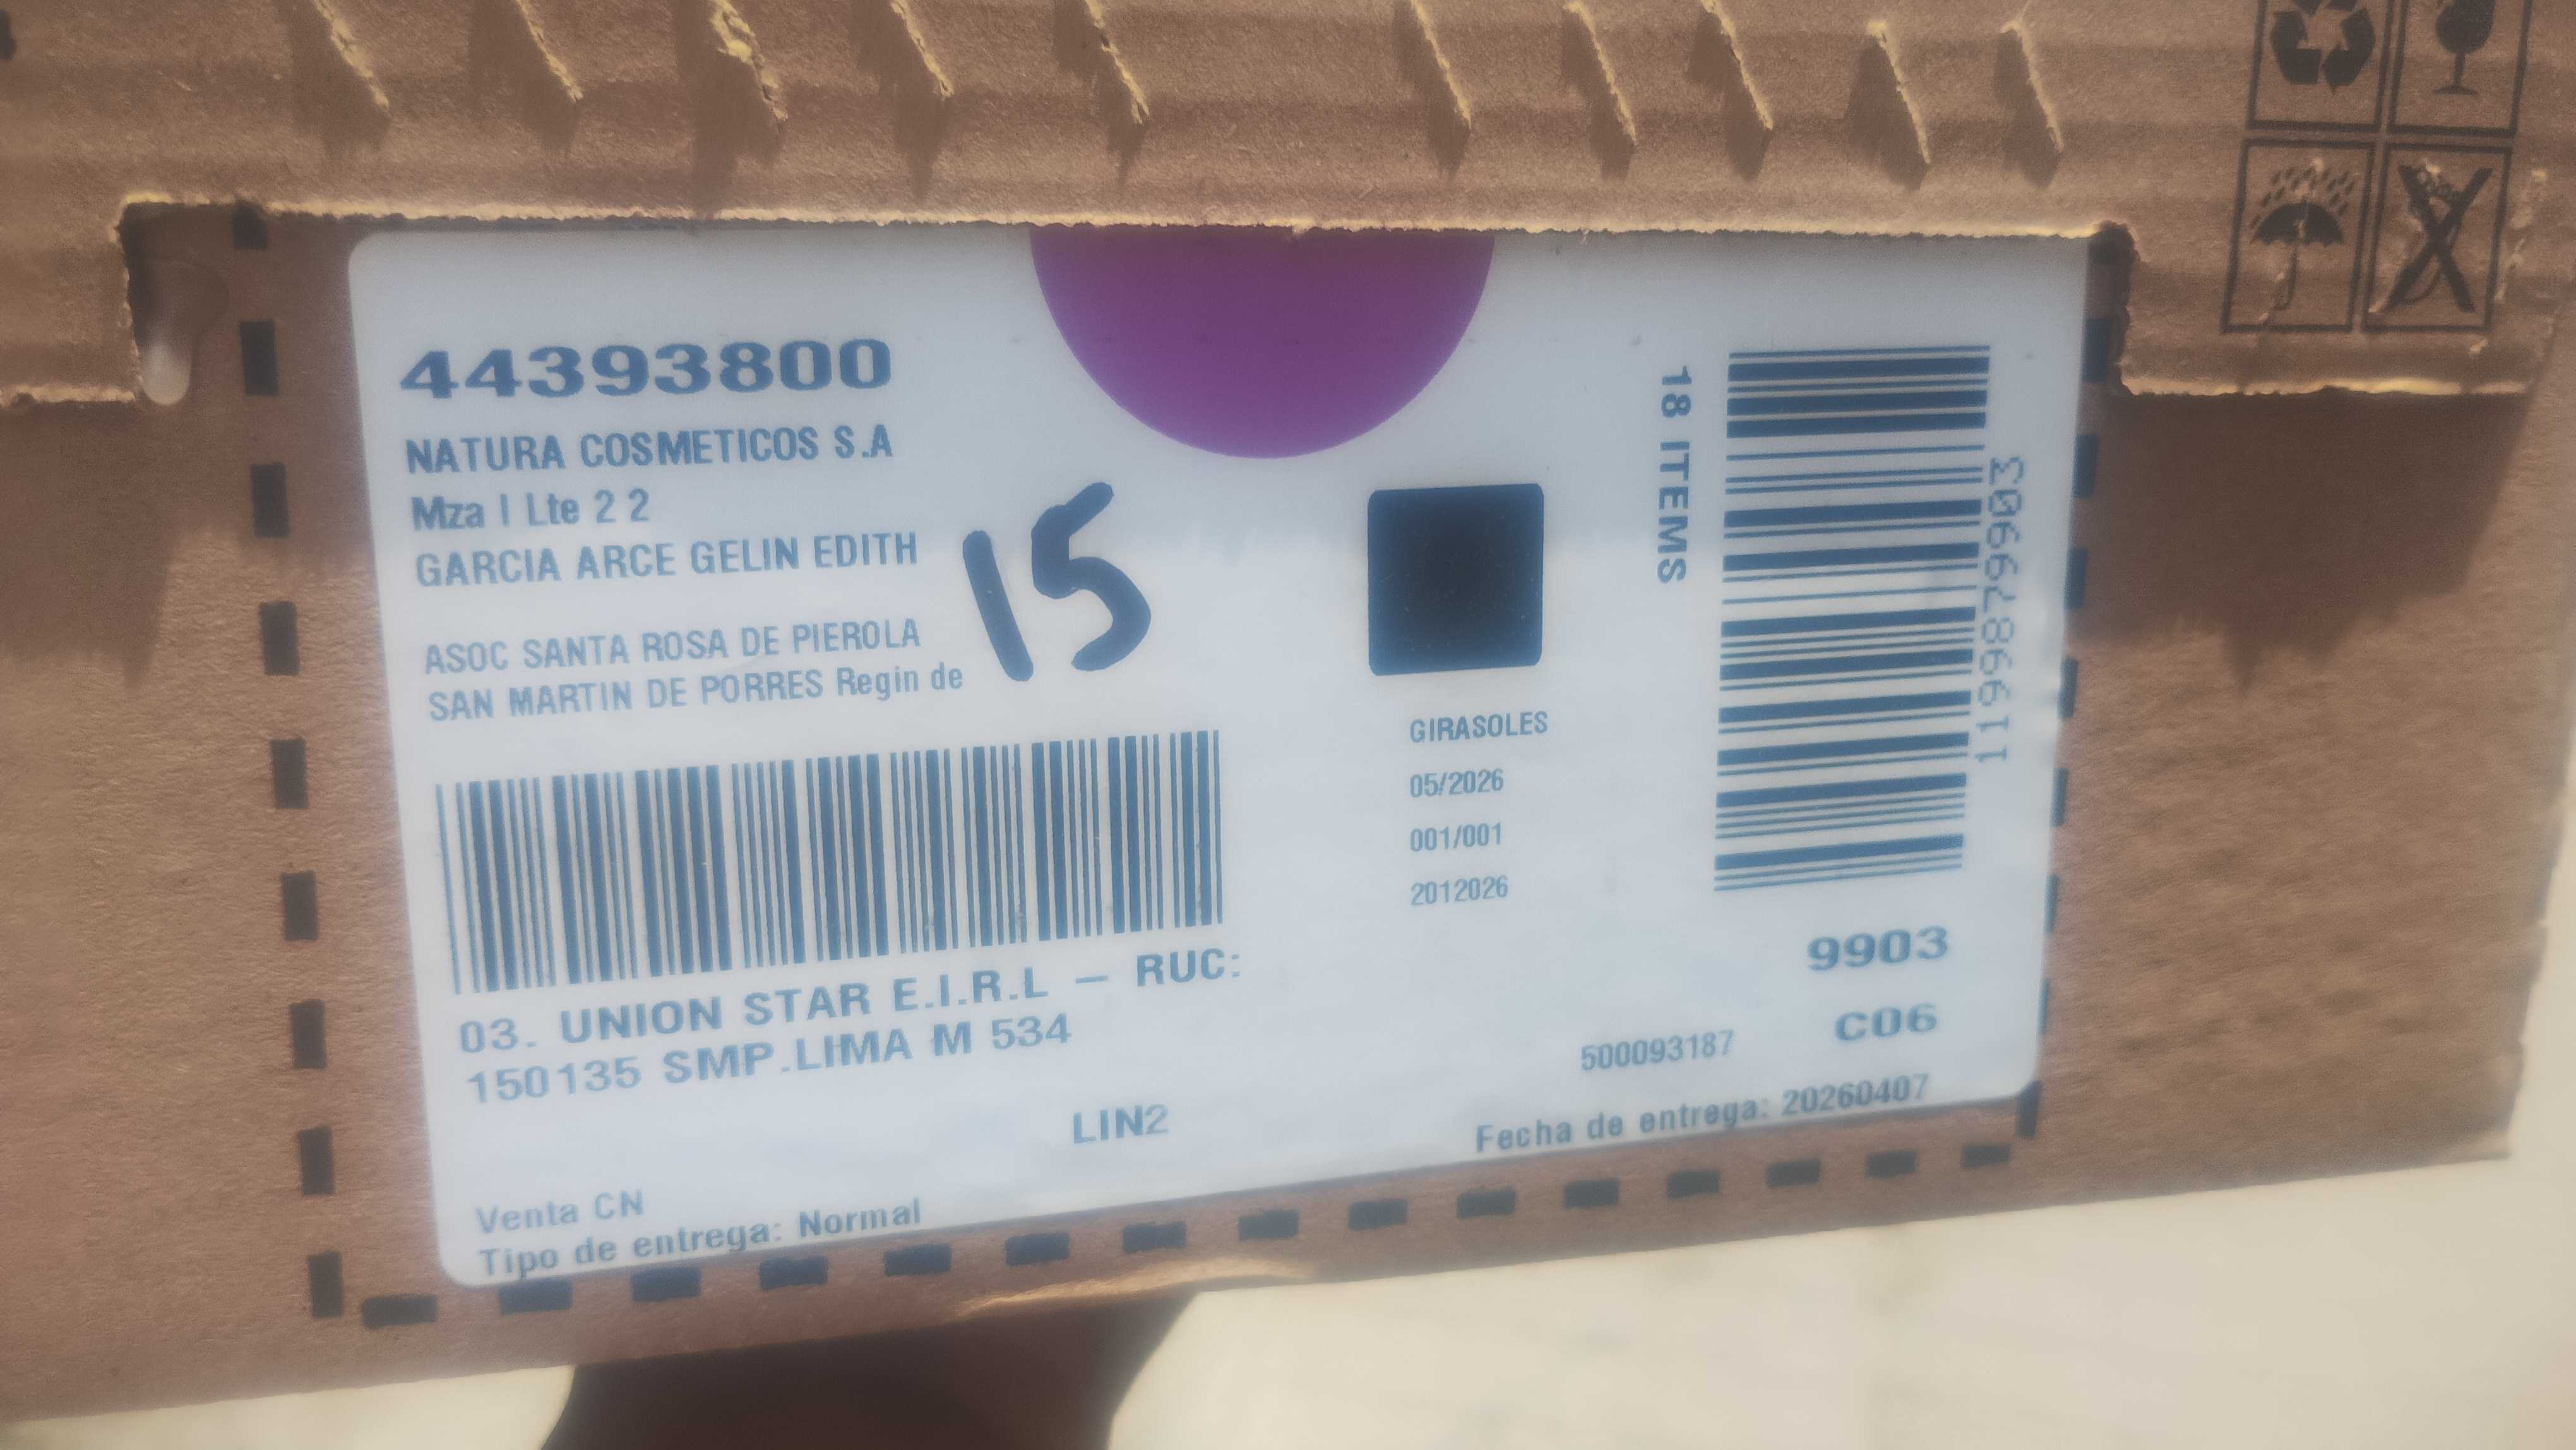 44393800
NATURA COSMETICOS S.A
Mza I Lte 2 2
GARCIA ARCE GELIN EDITH
15
ASOC SANTA ROSA DE PIEROLA
SAN MARTIN DE PORRES Regin de
03. UNION STAR E.I.R.L – RUC:
150135 SMP.LIMA M 534
LIN2
Venta CN
Tipo de entrega: Normal
GIRASOLES
05/2026
001/001
2012026
18 ITEMS
11998799903
9903
C06
500093187
Fecha de entrega: 20260407